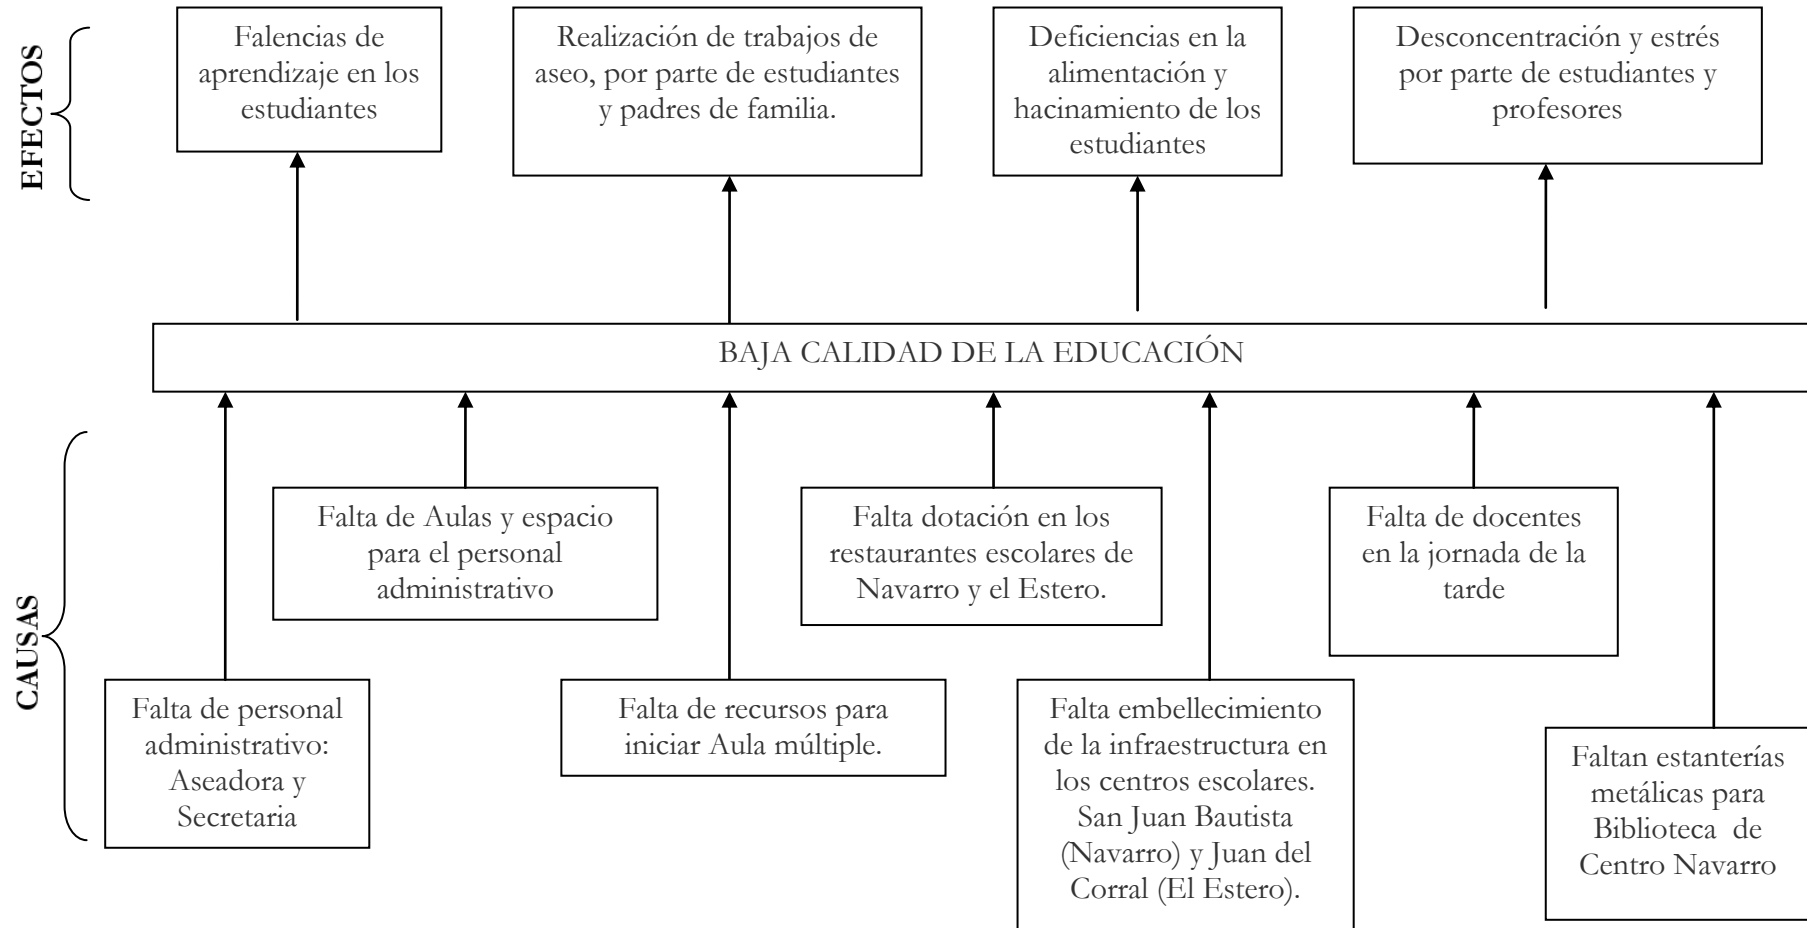 EFECTOS
Falencias de
aprendizaje en los
estudiantes
Realización de trabajos de
aseo, por parte de estudiantes
y padres de familia.
Deficiencias en la
alimentación y
hacinamiento de los
estudiantes
Desconcentración y estrés
por parte de estudiantes y
profesores
BAJA CALIDAD DE LA EDUCACIÓN
CAUSAS
Falta de Aulas y espacio
para el personal
administrativo
Falta dotación en los
restaurantes escolares de
Navarro y el Estero.
Falta de docentes
en la jornada de la
tarde
Falta de personal
administrativo:
Aseadora y
Secretaria
Falta de recursos para
iniciar Aula múltiple.
Falta embellecimiento
de la infraestructura en
los centros escolares.
San Juan Bautista
(Navarro) y Juan del
Corral (El Estero).
Faltan estanterías
metálicas para
Biblioteca  de
Centro Navarro